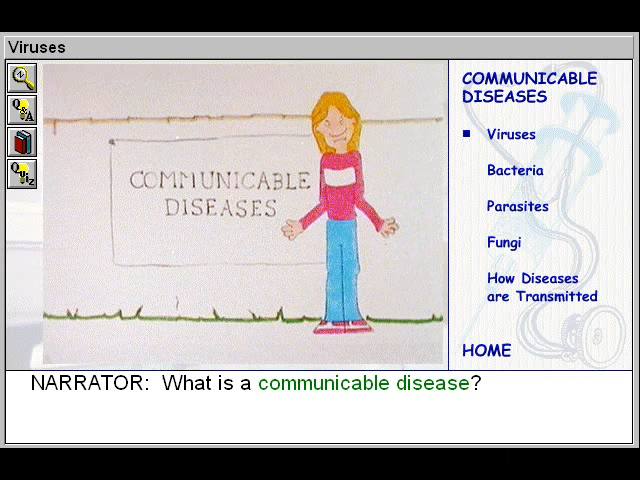 Viruses
Q&A
Quiz
COMMUNICABLE
DISEASES
COMMUNICABLE
DISEASES
Viruses
Bacteria
Parasites
Fungi
How Diseases
are Transmitted
HOME
NARRATOR: What is a communicable disease?